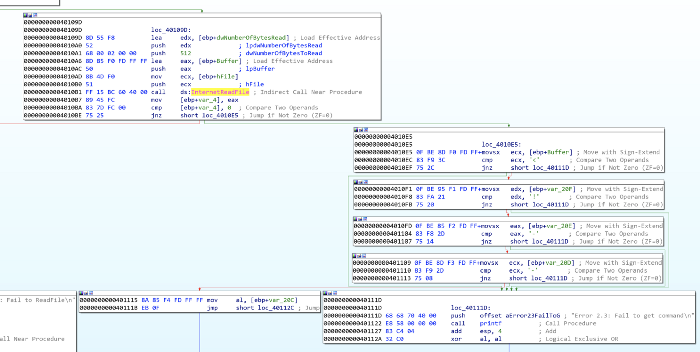 000000000040109D
000000000040109D loc_40109D:
000000000040109D 8D 55 F8 lea edx, [ebp+dwNumberOfBytesRead] ; Load Effective Address
00000000004010A0 52 push edx ; lpdwNumberOfBytesRead
00000000004010A1 68 00 02 00 00 push 512 ; dwNumberOfBytesToRead
00000000004010A6 8D 85 F0 FD FF FF lea eax, [ebp+Buffer] ; Load Effective Address
00000000004010AC 50 push eax ; lpBuffer
00000000004010AD 8B 4D F0 mov ecx, [ebp+hFile]
00000000004010B0 51 push ecx ; hFile
00000000004010B1 FF 15 BC 60 40 00 call ds:InternetReadFile ; Indirect Call Near Procedure
00000000004010B7 89 45 FC mov [ebp+var_4], eax
00000000004010BA 83 7D FC 00 cmp [ebp+var_4], 0 ; Compare Two Operands
00000000004010BE 75 25 jnz short loc_4010E5 ; Jump if Not Zero (ZF=0)
00000000004010E5
00000000004010E5 loc_4010E5:
00000000004010E5 0F BE 8D F0 FD FF+movsx ecx, [ebp+Buffer] ; Move with Sign-Extend
00000000004010EC 83 F9 3C cmp ecx, '<' ; Compare Two Operands
00000000004010EF 75 2C jnz short loc_40111D ; Jump if Not Zero (ZF=0)
00000000004010F1 0F BE 95 F1 FD FF+movsx edx, [ebp+var_20F] ; Move with Sign-Extend
00000000004010F8 83 FA 21 cmp edx, '!' ; Compare Two Operands
00000000004010FB 75 20 jnz short loc_40111D ; Jump if Not Zero (ZF=0)
00000000004010FD 0F BE 85 F2 FD FF+movsx eax, [ebp+var_20E] ; Move with Sign-Extend
0000000000401104 83 F8 2D cmp eax, '-' ; Compare Two Operands
0000000000401107 75 14 jnz short loc_40111D ; Jump if Not Zero (ZF=0)
0000000000401109 0F BE 8D F3 FD FF+movsx ecx, [ebp+var_20D] ; Move with Sign-Extend
0000000000401110 83 F9 2D cmp ecx, '-' ; Compare Two Operands
0000000000401113 75 08 jnz short loc_40111D ; Jump if Not Zero (ZF=0)
: Fail to ReadFile\n"
all Near Procedure
0000000000401115 8A 85 F4 FD FF FF mov al, [ebp+var_20C]
000000000040111B EB 0F jmp short loc_40112C ; Jump
000000000040111D
000000000040111D loc_40111D:
000000000040111D 68 68 70 40 00 push offset aError23FailToG ; "Error 2.3: Fail to get command\n"
0000000000401122 E8 58 00 00 00 call printf ; Call Procedure
0000000000401127 83 C4 04 add esp, 4 ; Add
000000000040112A 32 C0 xor al, al ; Logical Exclusive OR